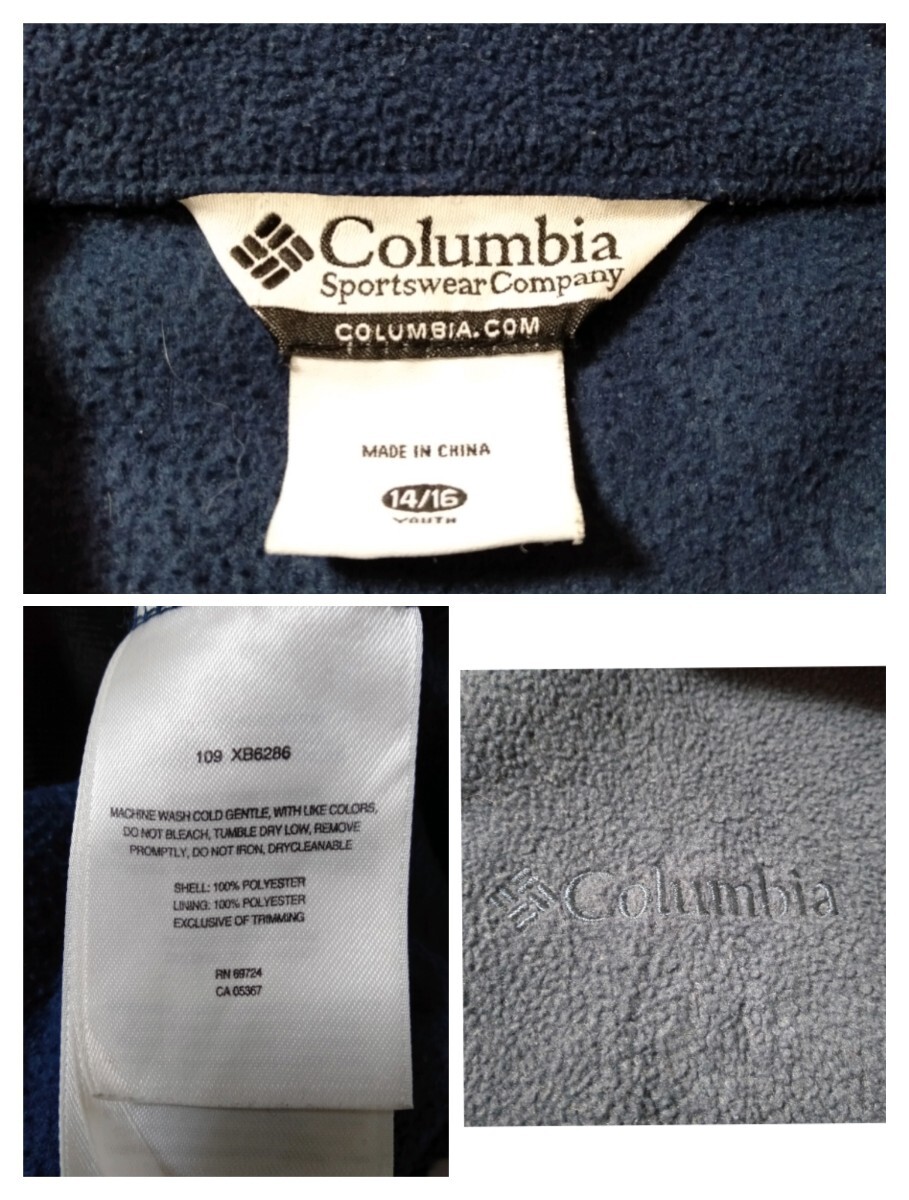 Columbia
Sportswear Company
COLUMBIA.COM
MADE IN CHINA
14/16
YOUTH
109 XB6286
MACHINE WASH COLD GENTLE, WITH LIKE COLORS,
DO NOT BLEACH, TUMBLE DRY LOW, REMOVE
PROMPTLY, DO NOT IRON, DRYCLEANABLE
SHELL: 100% POLYESTER
LINING: 100% POLYESTER
EXCLUSIVE OF TRIMMING
RN 69724
CA 05367
Columbia